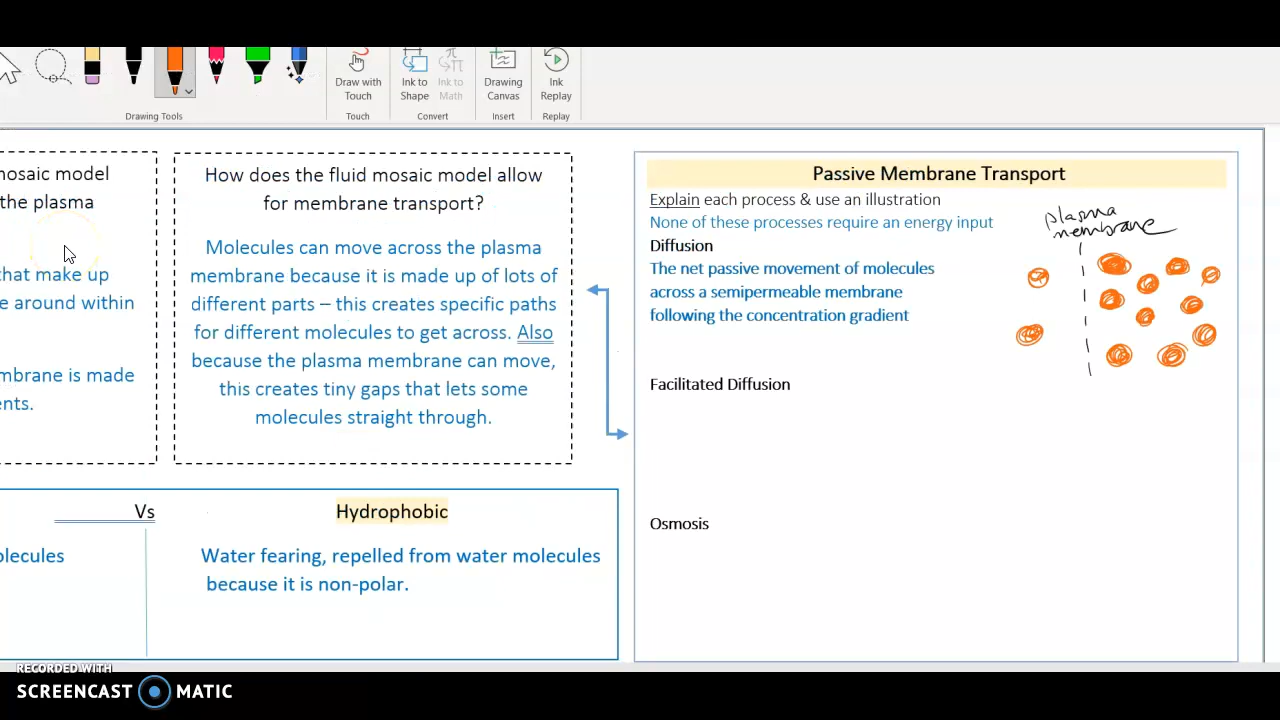 Draw with
Touch
Ink to
Shape
Ink to
Math
Drawing
Canvas
Ink
Replay
Drawing Tools
Touch
Convert
Insert
Replay
mosaic model
the plasma
that make up
e around within
mbrane is made
ents.
How does the fluid mosaic model allow
for membrane transport?
Molecules can move across the plasma
membrane because it is made up of lots of
different parts – this creates specific paths
for different molecules to get across. Also
because the plasma membrane can move,
this creates tiny gaps that lets some
molecules straight through.
Passive Membrane Transport
Explain each process & use an illustration
None of these processes require an energy input
Diffusion
The net passive movement of molecules
across a semipermeable membrane
following the concentration gradient
plasma
membrane
Facilitated Diffusion
Osmosis
Vs
Hydrophobic
olecules
Water fearing, repelled from water molecules
because it is non-polar.
RECORDED WITH
SCREENCAST MATIC